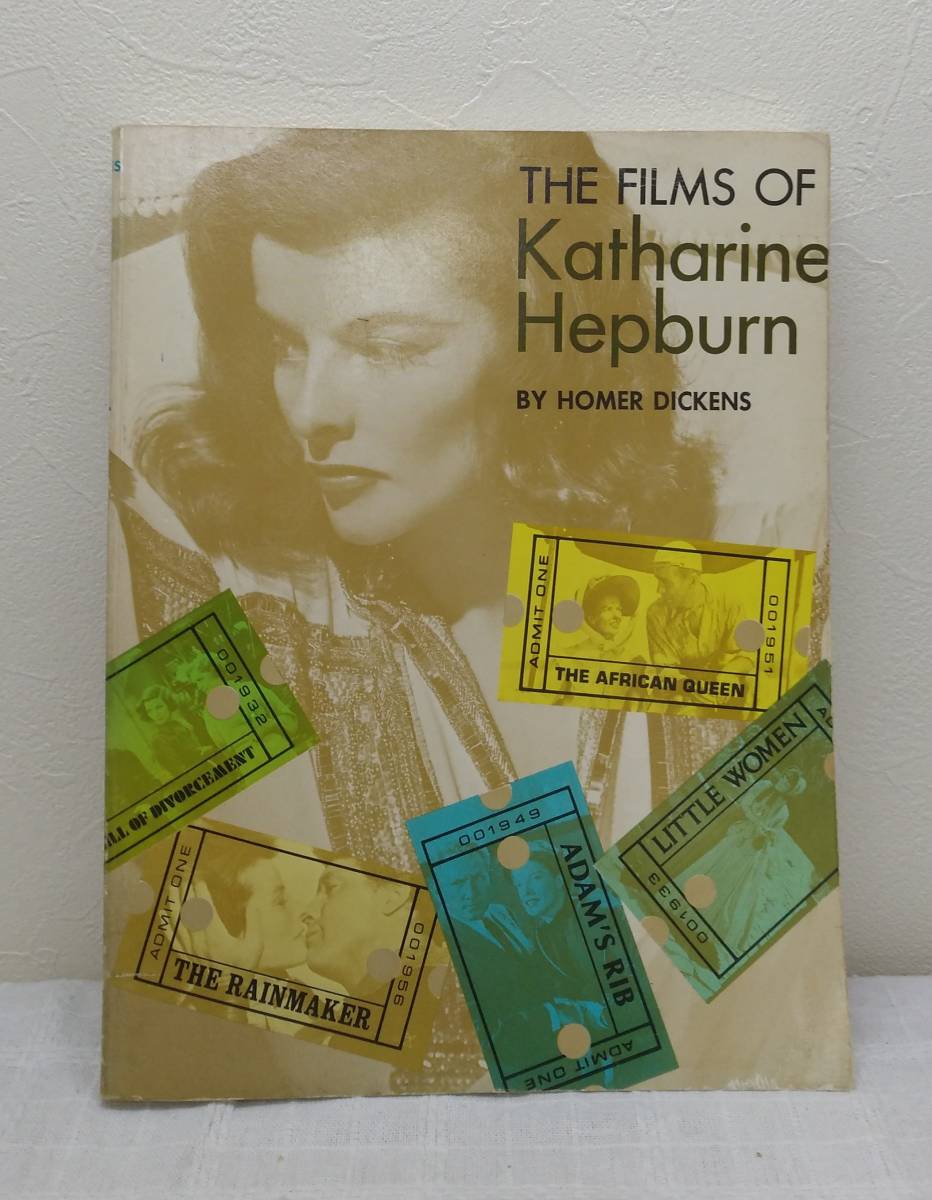 THE FILMS OF
Katharine
Hepburn
BY HOMER DICKENS
ADMIT ONE
THE AFRICAN QUEEN
001951
001932
ILL OF DIVORCEMENT
LITTLE WOMEN
001933
001949
ADAM'S RIB
ADMIT ONE
ADMIT ONE
THE RAINMAKER
001956